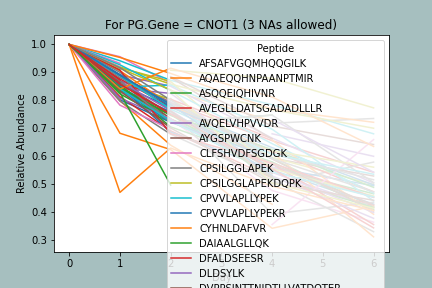 For PG.Gene = CNOT1 (3 NAs allowed)
Relative Abundance
1.0
0.9
0.8
0.7
0.6
0.5
0.4
0.3
0
1
2
4
6
Peptide
AFSAFVGQMHQQGILK
AQAEQQHNPAANPTMIR
ASQQEIQHIVNR
AVEGLLDATSGADADLLLR
AVQELVHPVVDR
AYGSPWCNK
CLFSHVDFSGDGK
CPSILGGLAPEK
CPSILGGLAPEKDQPK
CPVVLAPLLYPEK
CPVVLAPLLYPEKR
CYHNLDAFVR
DAIAALGLLQK
DFALDSEESR
DLDSYLK